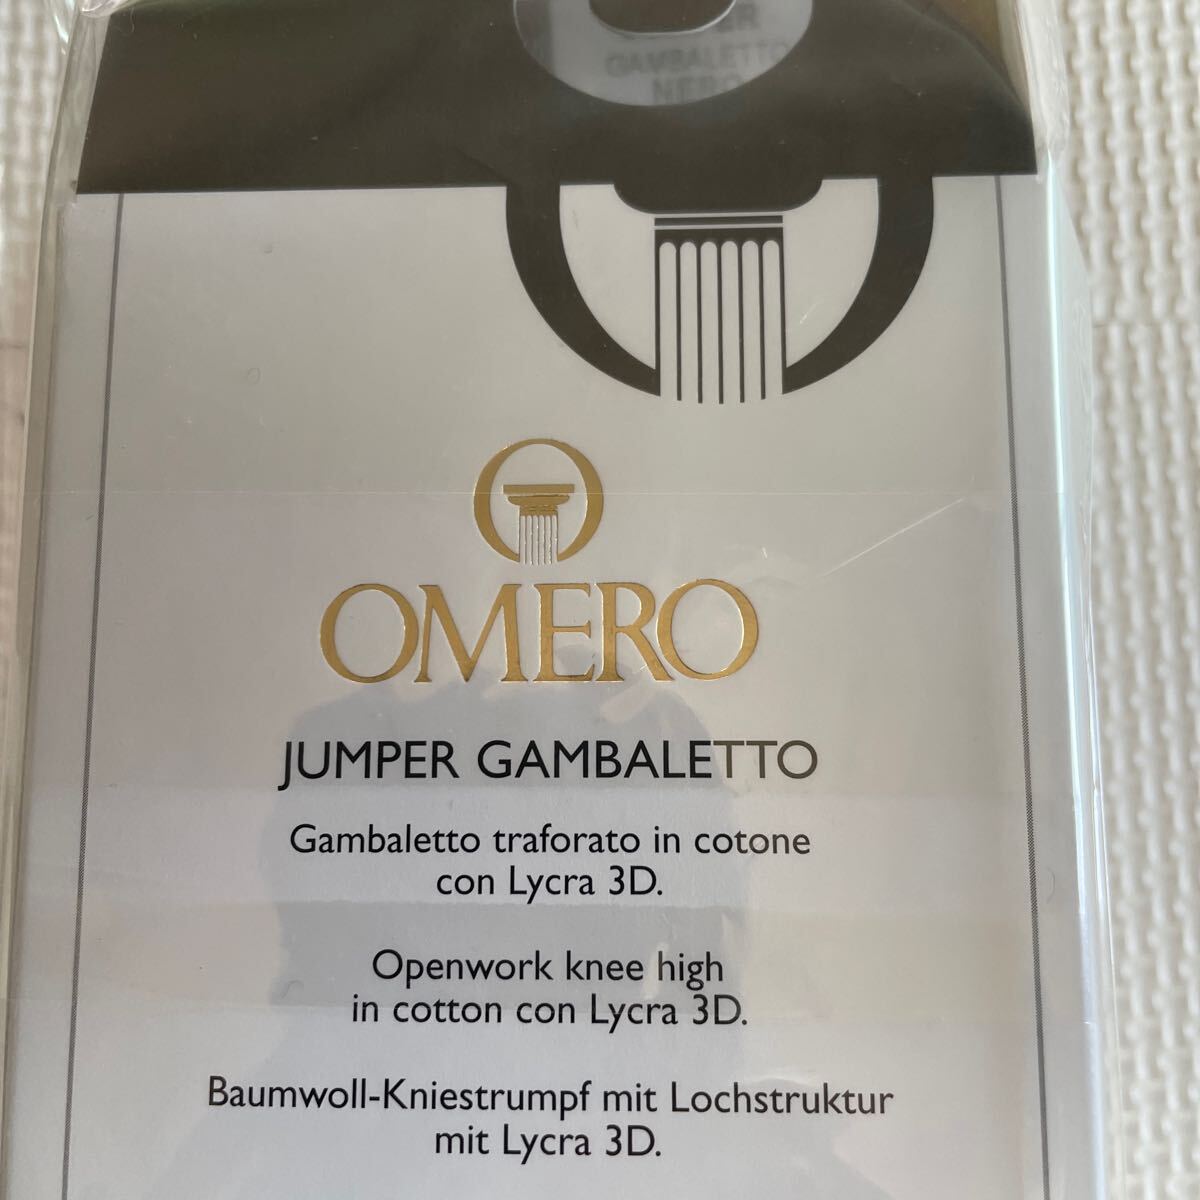 GAMBALETTO
NERO
OMERO
JUMPER GAMBALETTO
Gambaletto traforato in cotone
con Lycra 3D.
Openwork knee high
in cotton con Lycra 3D.
Baumwoll-Kniestrumpf mit Lochstruktur
mit Lycra 3D.